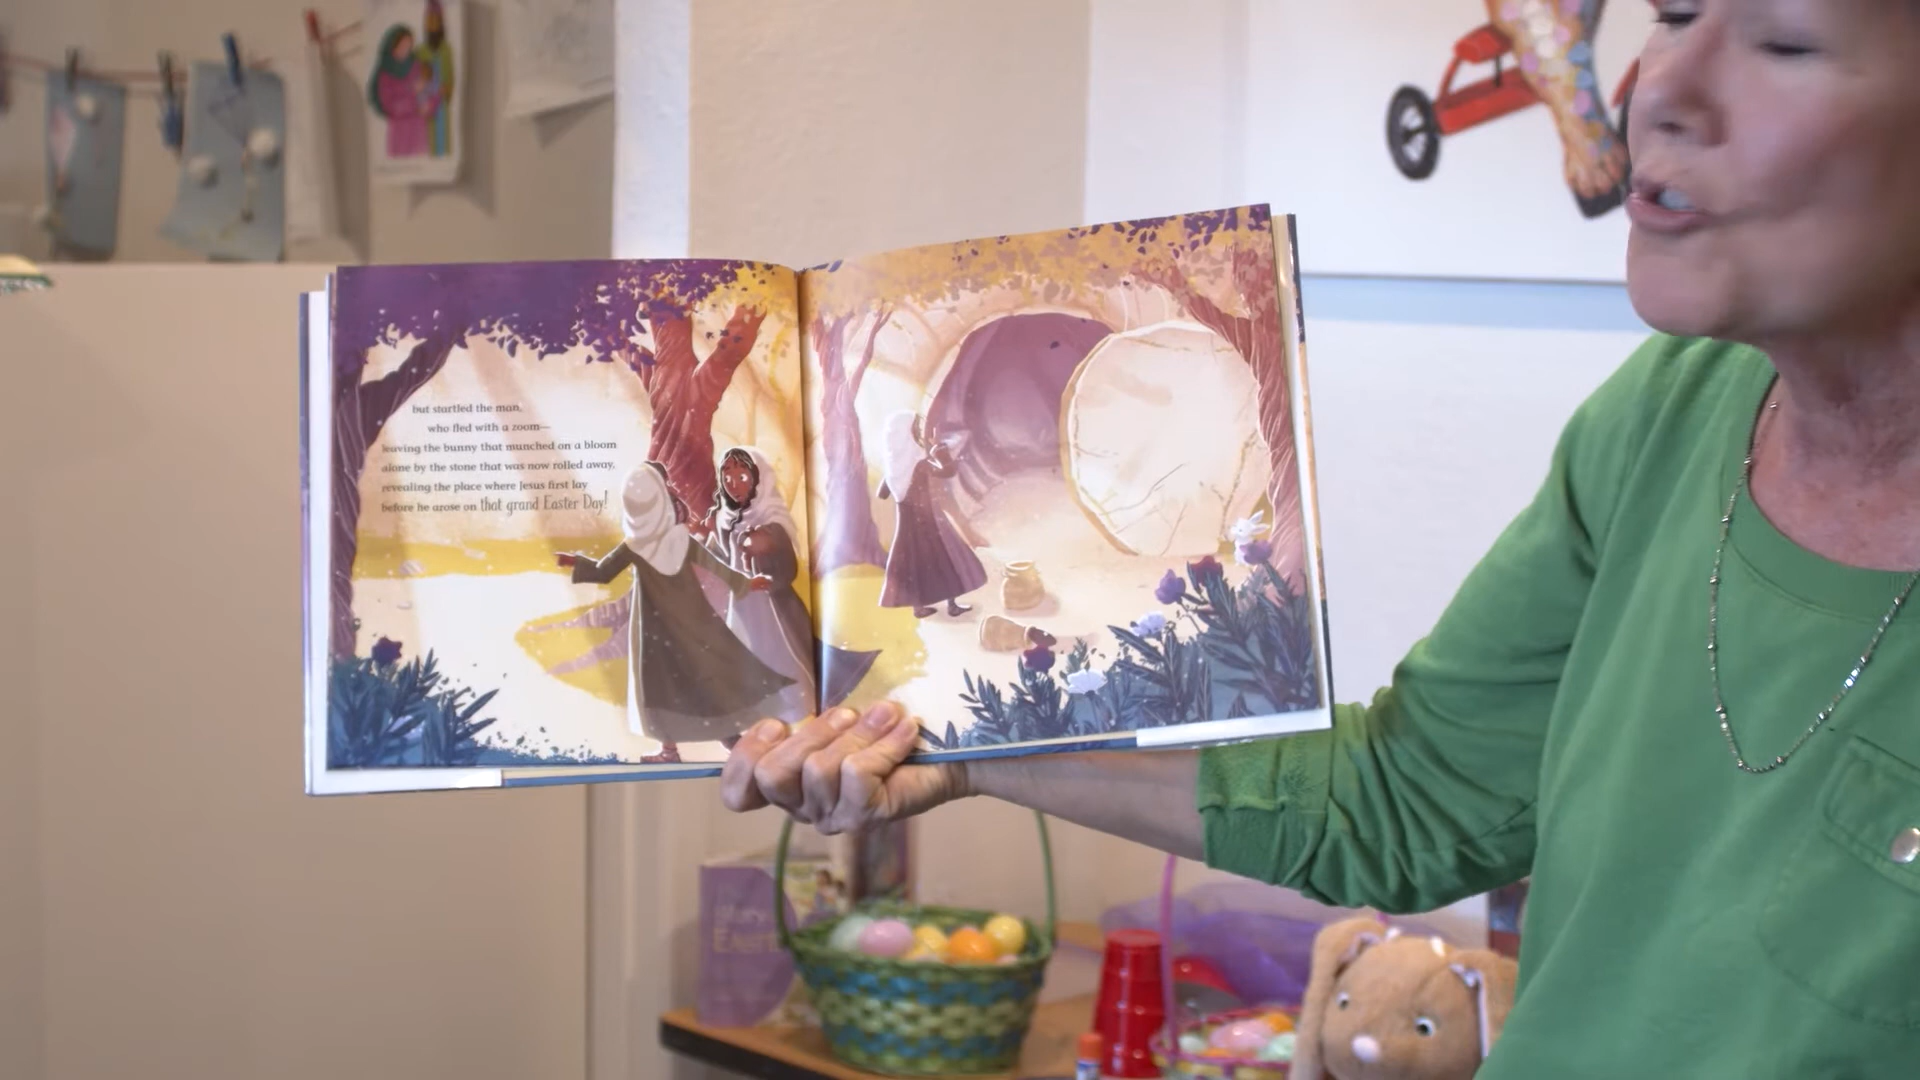 but startled the man,
who fled with a zoom—
leaving the bunny that munched on a bloom
alone by the stone that was now rolled away,
revealing the place where Jesus first lay
before he arose on that grand Easter Day!
Story
EASTER